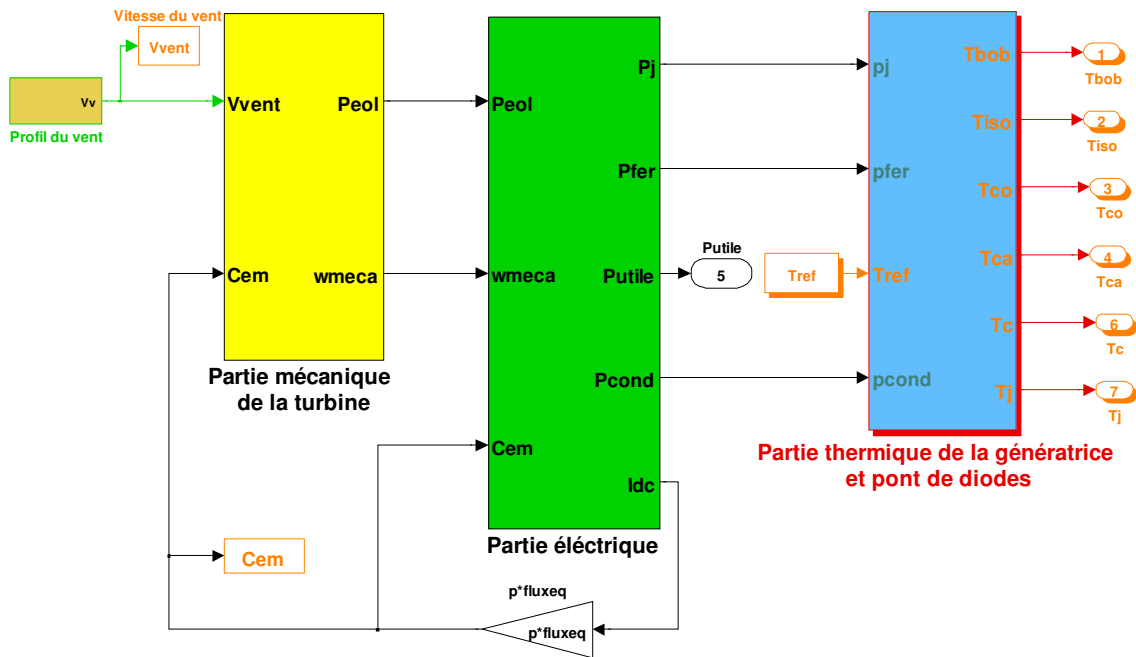 Vitesse du vent
Vvent
Vv
Profil du vent
Vvent
Peol
Cem
wmeca
Partie mécanique
de la turbine
Cem
Peol
wmeca
Cem
Pj
Pfer
Putile
Pcond
Idc
Partie éléctrique
p*fluxeq
p*fluxeq
Putile
5
Tref
pj
pfer
Tref
pcond
Tbob
Tiso
Tco
Tca
Tc
Tj
Partie thermique de la génératrice
et pont de diodes
1
Tbob
2
Tiso
3
Tco
4
Tca
6
Tc
7
Tj